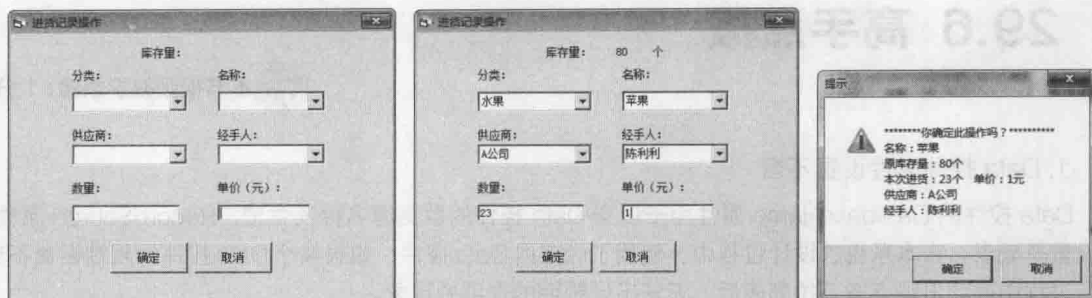 进货记录操作
库存量：
分类： 名称：
供应商： 经手人：
数量： 单价（元）：
确定 取消
进货记录操作
库存量： 80 个
分类： 名称：
水果 苹果
供应商： 经手人：
A公司 陈利利
数量： 单价（元）：
23 1
确定 取消
提示
********你确定此操作吗？**********
名称：苹果
原库存量：80个
本次进货：23个 单价：1元
供应商：A公司
经手人：陈利利
确定 取消